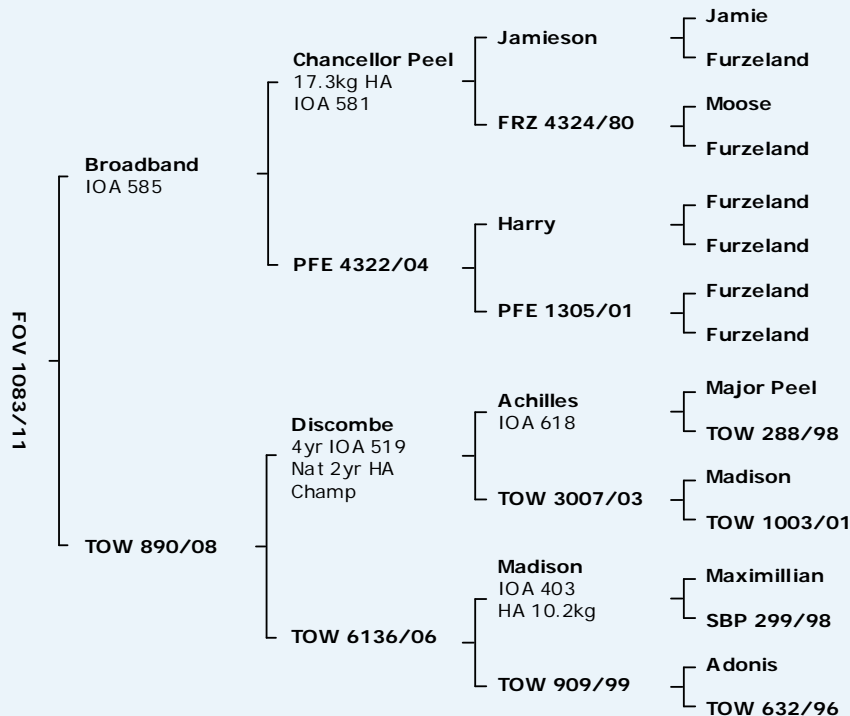 FOV 1083/11
Broadband
IOA 585
TOW 890/08
Chancellor Peel
17.3kg HA
IOA 581
PFE 4322/04
Discombe
4yr IOA 519
Nat 2yr HA
Champ
TOW 6136/06
Jamieson
FRZ 4324/80
Harry
PFE 1305/01
Achilles
IOA 618
TOW 3007/03
Madison
IOA 403
HA 10.2kg
TOW 909/99
Jamie
Furzeland
Moose
Furzeland
Furzeland
Furzeland
Furzeland
Furzeland
Major Peel
TOW 288/98
Madison
TOW 1003/01
Maximillian
SBP 299/98
Adonis
TOW 632/96